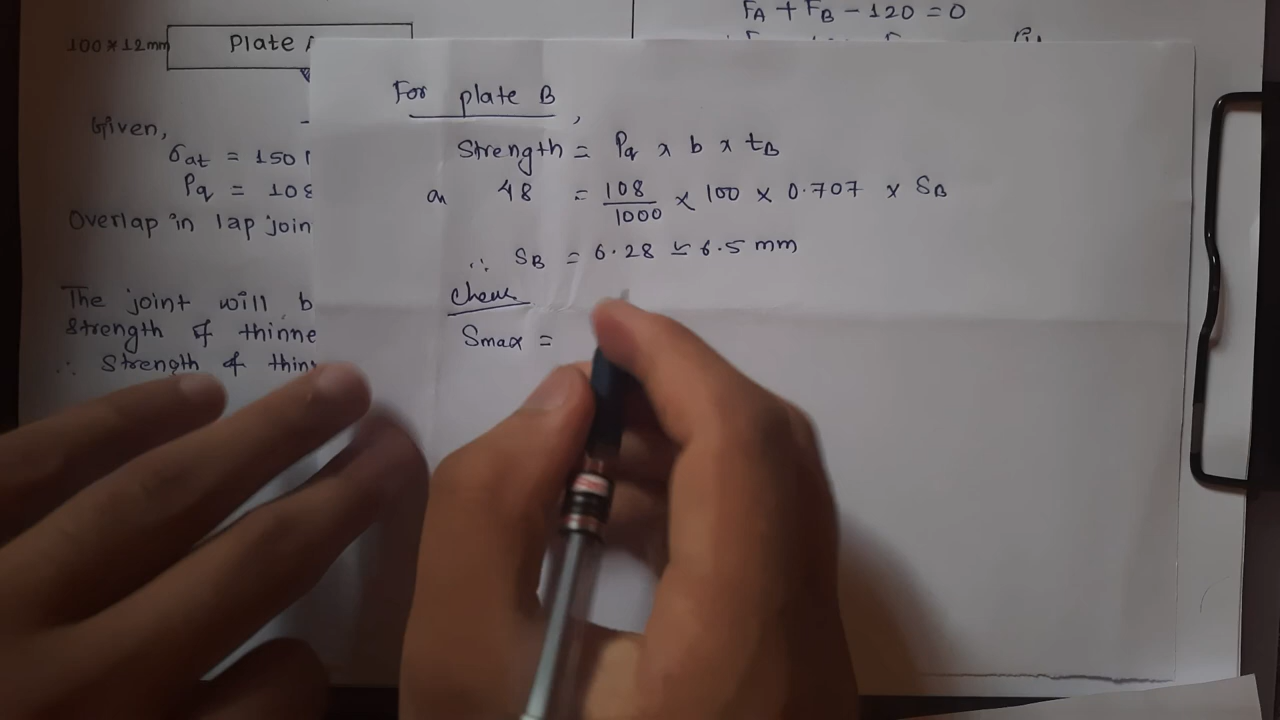 FA + FB - 120 = 0
100 × 12mm Plate
Given,
σat = 150
Pq = 108
Overlap in lap join
The joint will b
strength of thinne
∴ Strength of thin
For plate B,
Strength = Pq × b × tB
or 48 = 108/1000 × 100 × 0.707 × SB
∴ SB = 6.28 ≃ 6.5 mm
Check
Smax =